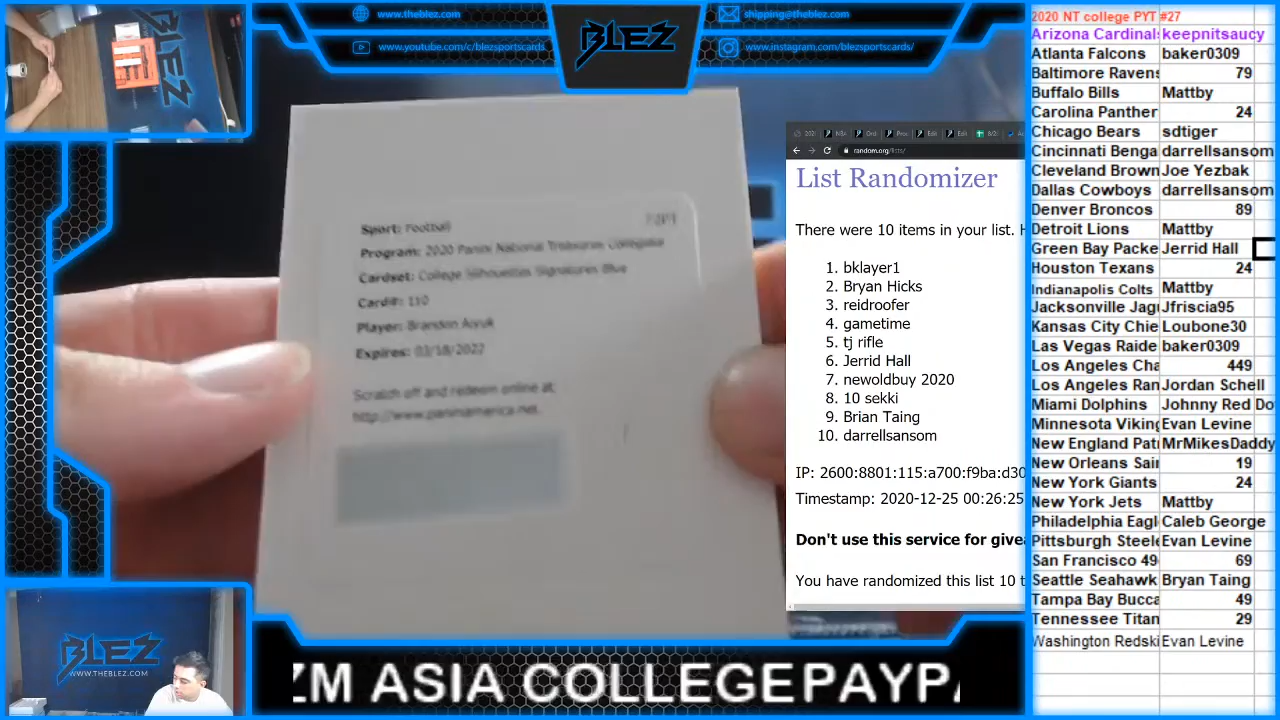 www.theblez.com
www.youtube.com/c/blezsportscards
BLEZ
shipping@theblez.com
www.instagram.com/blezsportscards/
Sport: Football
Program: 2020 Panini National Treasures Collegiate
Cardset: College Silhouettes Signatures Blue
Card#: 110
Player: Brandon Aiyuk
Expires: 03/18/2022
Scratch off and redeem online at
http://www.paniniamerica.net.
random.org/lists/
List Randomizer
There were 10 items in your list. H
1. bklayer1
2. Bryan Hicks
3. reidroofer
4. gametime
5. tj rifle
6. Jerrid Hall
7. newoldbuy 2020
8. 10 sekki
9. Brian Taing
10. darrellsansom
IP: 2600:8801:115:a700:f9ba:d30
Timestamp: 2020-12-25 00:26:25
Don't use this service for givea
You have randomized this list 10 t
2020 NT college PYT #27
Arizona Cardinals keepnitsaucy
Atlanta Falcons baker0309
Baltimore Ravens 79
Buffalo Bills Mattby
Carolina Panther 24
Chicago Bears sdtiger
Cincinnati Benga darrellsansom
Cleveland Brown Joe Yezbak
Dallas Cowboys darrellsansom
Denver Broncos 89
Detroit Lions Mattby
Green Bay Packe Jerrid Hall
Houston Texans 24
Indianapolis Colts Mattby
Jacksonville Jagu Jfriscia95
Kansas City Chie Loubone30
Las Vegas Raide baker0309
Los Angeles Cha 449
Los Angeles Ran Jordan Schell
Miami Dolphins Johnny Red Do
Minnesota Viking Evan Levine
New England Pat MrMikesDaddy
New Orleans Sain 19
New York Giants 24
New York Jets Mattby
Philadelphia Eagl Caleb George
Pittsburgh Steele Evan Levine
San Francisco 49 69
Seattle Seahawk Bryan Taing
Tampa Bay Bucca 49
Tennessee Titan 29
Washington Redski Evan Levine
BLEZ
WWW.THEBLEZ.COM
ZM ASIA COLLEGEPAYPA